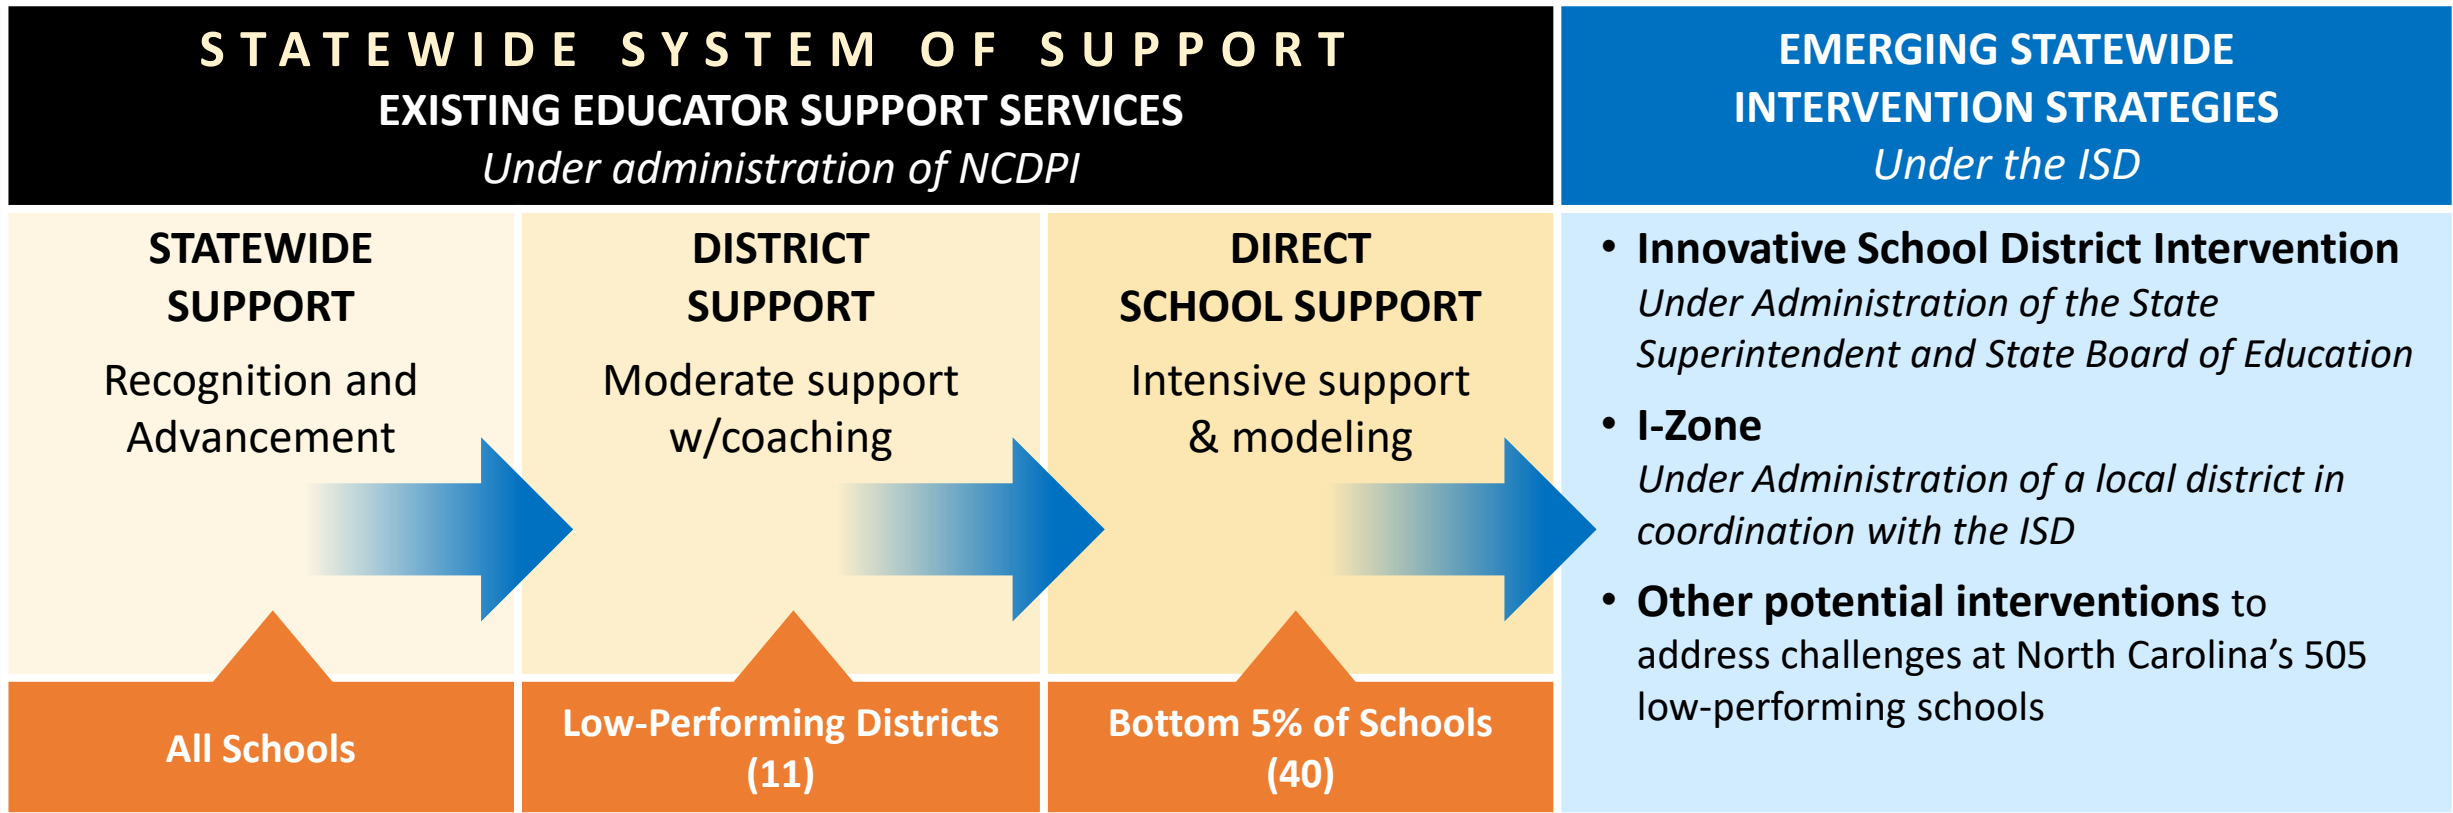 STATEWIDE SYSTEM OF SUPPORT
EXISTING EDUCATOR SUPPORT SERVICES
Under administration of NCDPI
EMERGING STATEWIDE
INTERVENTION STRATEGIES
Under the ISD
STATEWIDE
SUPPORT
Recognition and
Advancement
All Schools
DISTRICT
SUPPORT
Moderate support
w/coaching
Low-Performing Districts
(11)
DIRECT
SCHOOL SUPPORT
Intensive support
& modeling
Bottom 5% of Schools
(40)
• Innovative School District Intervention
Under Administration of the State
Superintendent and State Board of Education
• I-Zone
Under Administration of a local district in
coordination with the ISD
• Other potential interventions to
address challenges at North Carolina’s 505
low-performing schools